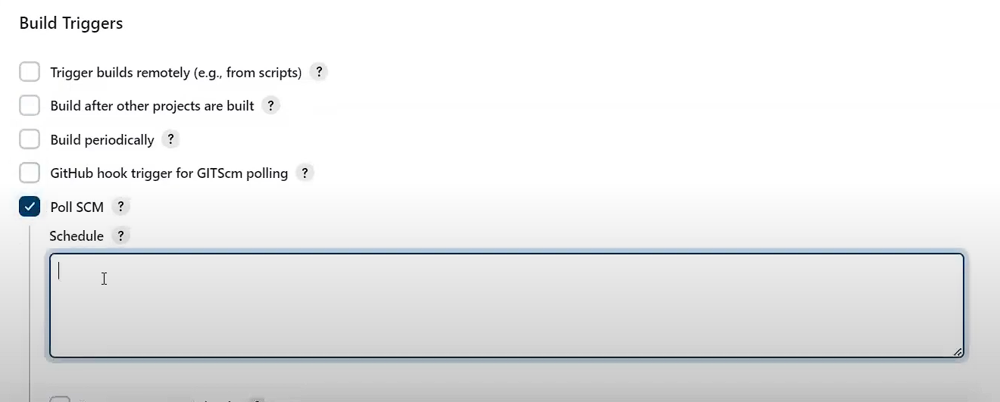 Build Triggers
Trigger builds remotely (e.g., from scripts) ?
Build after other projects are built ?
Build periodically ?
GitHub hook trigger for GITScm polling ?
Poll SCM ?
Schedule ?